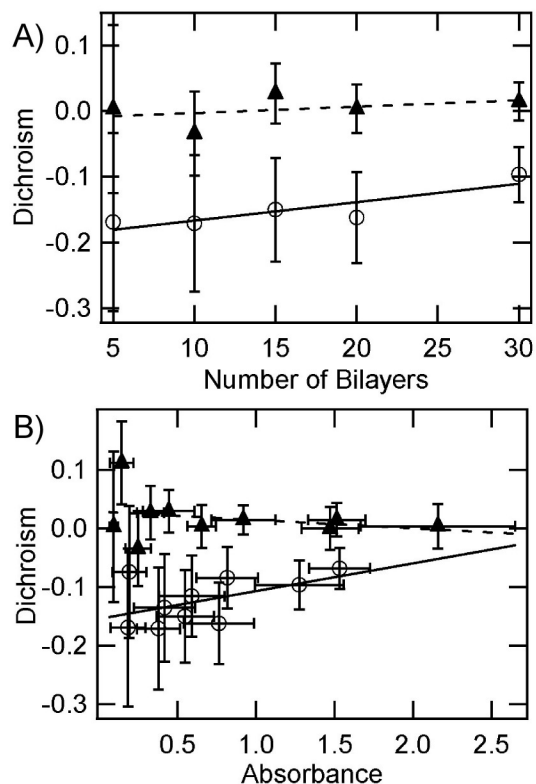 A)
0.1
0.0
-0.1
-0.2
-0.3
Dichroism
5 10 15 20 25 30
Number of Bilayers
B)
0.1
0.0
-0.1
-0.2
-0.3
Dichroism
0.5 1.0 1.5 2.0 2.5
Absorbance